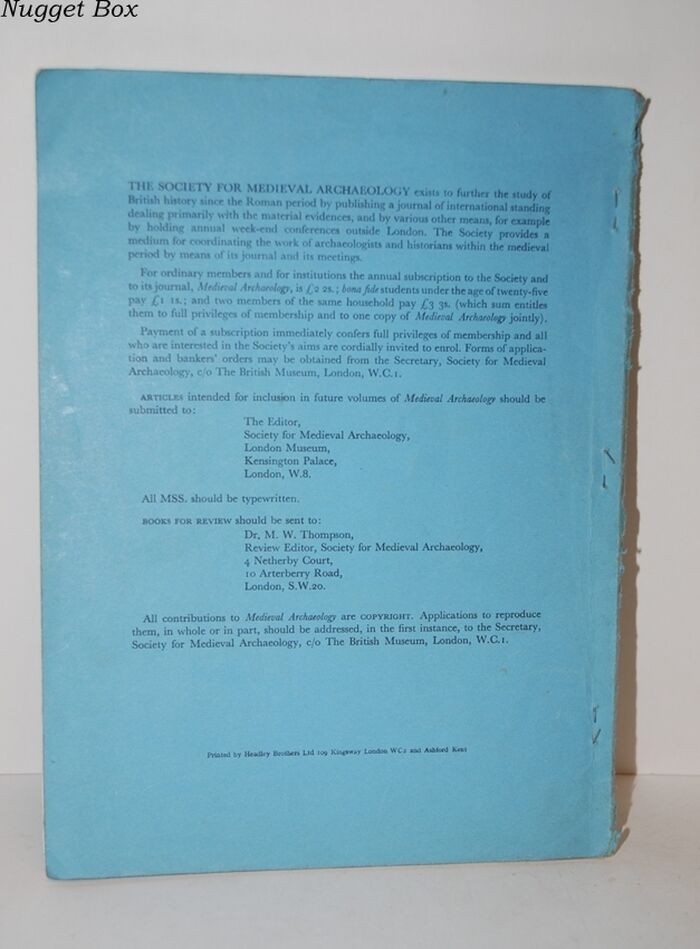 Nugget Box
THE SOCIETY FOR MEDIEVAL ARCHAEOLOGY exists to further the study of
British history since the Roman period by publishing a journal of international standing
dealing primarily with the material evidences, and by various other means, for example
by holding annual week-end conferences outside London. The Society provides a
medium for coordinating the work of archaeologists and historians within the medieval
period by means of its journal and its meetings.
For ordinary members and for institutions the annual subscription to the Society and
to its journal, Medieval Archaeology, is £2 2s.; bona fide students under the age of twenty-five
pay £1 1s.; and two members of the same household pay £3 3s. (which sum entitles
them to full privileges of membership and to one copy of Medieval Archaeology jointly).
Payment of a subscription immediately confers full privileges of membership and all
who are interested in the Society's aims are cordially invited to enrol. Forms of applica-
tion and bankers' orders may be obtained from the Secretary, Society for Medieval
Archaeology, c/o The British Museum, London, W.C.1.
ARTICLES intended for inclusion in future volumes of Medieval Archaeology should be
submitted to:
The Editor,
Society for Medieval Archaeology,
London Museum,
Kensington Palace,
London, W.8.
All MSS. should be typewritten.
BOOKS FOR REVIEW should be sent to:
Dr. M. W. Thompson,
Review Editor, Society for Medieval Archaeology,
4 Netherby Court,
10 Arterberry Road,
London, S.W.20.
All contributions to Medieval Archaeology are COPYRIGHT. Applications to reproduce
them, in whole or in part, should be addressed, in the first instance, to the Secretary,
Society for Medieval Archaeology, c/o The British Museum, London, W.C.1.
Printed by Headley Brothers Ltd 109 Kingsway London WC2 and Ashford Kent